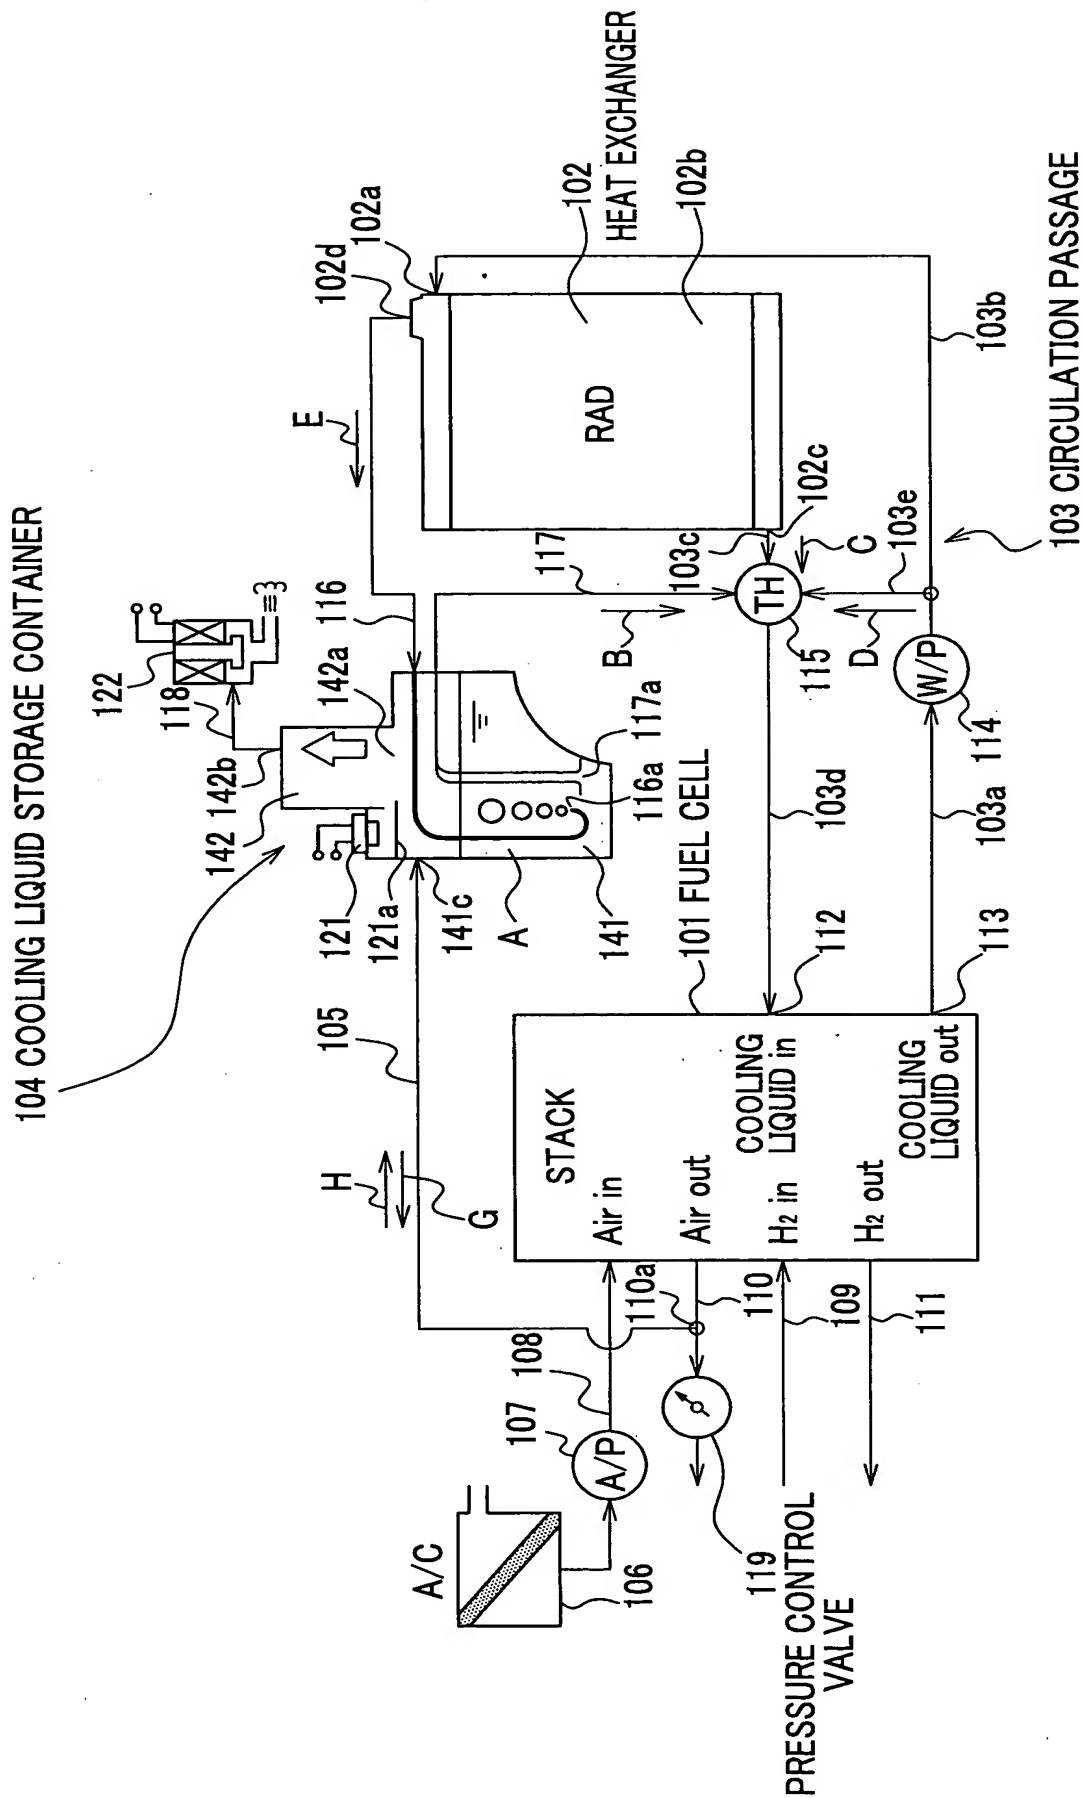 104 COOLING LIQUID STORAGE CONTAINER
122
118
142
142b
142a
116
E
102d
102a
121
121a
141c
A
141
116a
117a
117
B
105
H
G
RAD
102
102b
HEAT EXCHANGER
103c
102c
C
TH
115
D
103e
W/P
114
103b
103 CIRCULATION PASSAGE
101 FUEL CELL
103d
103a
112
113
STACK
Air in
Air out
H2 in
H2 out
COOLING
LIQUID in
COOLING
LIQUID out
A/C
106
107
A/P
108
110a
110
109
111
119
PRESSURE CONTROL
VALVE